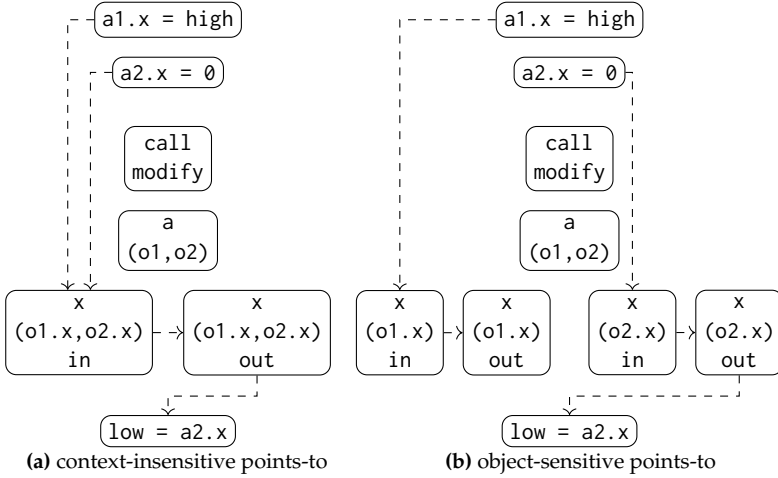 a1.x = high
a2.x = 0
call
modify
a
(o1,o2)
x
(o1.x,o2.x)
in
x
(o1.x,o2.x)
out
low = a2.x
(a) context-insensitive points-to
a1.x = high
a2.x = 0
call
modify
a
(o1,o2)
x
(o1.x)
in
x
(o1.x)
out
x
(o2.x)
in
x
(o2.x)
out
low = a2.x
(b) object-sensitive points-to